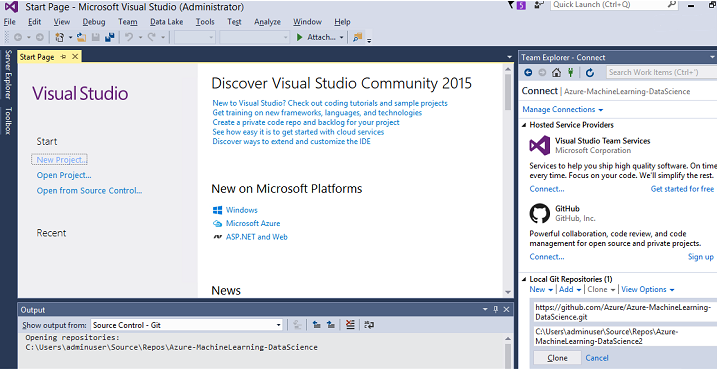 Start Page - Microsoft Visual Studio (Administrator)
5
Quick Launch (Ctrl+Q)
File Edit View Debug Team Data Lake Tools Test Analyze Window Help
Attach...
Server Explorer
Toolbox
Start Page
Visual Studio
Start
New Project...
Open Project...
Open from Source Control...
Recent
Discover Visual Studio Community 2015
New to Visual Studio? Check out coding tutorials and sample projects
Get training on new frameworks, languages, and technologies
Create a private code repo and backlog for your project
See how easy it is to get started with cloud services
Discover ways to extend and customize the IDE
New on Microsoft Platforms
Windows
Microsoft Azure
ASP.NET and Web
News
Output
Show output from: Source Control - Git
Opening repositories:
C:\Users\adminuser\Source\Repos\Azure-MachineLearning-DataScience
Team Explorer - Connect
Search Work Items (Ctrl+')
Connect | Azure-MachineLearning-DataScience
Manage Connections
Hosted Service Providers
Visual Studio Team Services
Microsoft Corporation
Services to help you ship high quality software. On time
every time. Focus on your code. We'll simplify the rest.
Connect... Get started for free
GitHub
GitHub, Inc.
Powerful collaboration, code review, and code
management for open source and private projects.
Connect... Sign up
Local Git Repositories (1)
New Add Clone View Options
https://github.com/Azure/Azure-MachineLearning-
DataScience.git
C:\Users\adminuser\Source\Repos\Azure-
MachineLearning-DataScience2
Clone Cancel